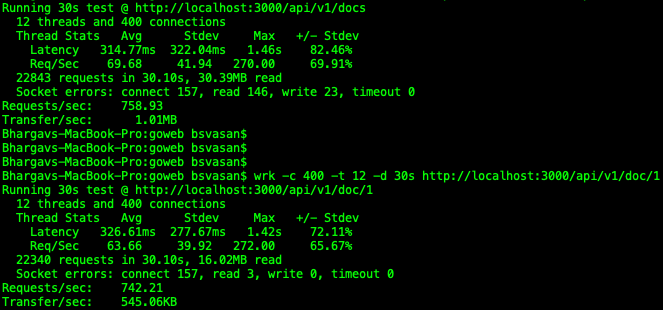 Running 30s test @ http://localhost:3000/api/v1/docs
  12 threads and 400 connections
  Thread Stats   Avg      Stdev     Max   +/- Stdev
    Latency   314.77ms  322.04ms   1.46s    82.46%
    Req/Sec    69.68     41.94   270.00     69.91%
  22843 requests in 30.10s, 30.39MB read
  Socket errors: connect 157, read 146, write 23, timeout 0
Requests/sec:    758.93
Transfer/sec:      1.01MB
Bhargavs-MacBook-Pro:goweb bsvasan$
Bhargavs-MacBook-Pro:goweb bsvasan$
Bhargavs-MacBook-Pro:goweb bsvasan$
Bhargavs-MacBook-Pro:goweb bsvasan$ wrk -c 400 -t 12 -d 30s http://localhost:3000/api/v1/doc/1
Running 30s test @ http://localhost:3000/api/v1/doc/1
  12 threads and 400 connections
  Thread Stats   Avg      Stdev     Max   +/- Stdev
    Latency   326.61ms  277.67ms   1.42s    72.11%
    Req/Sec    63.66     39.92   272.00     65.67%
  22340 requests in 30.10s, 16.02MB read
  Socket errors: connect 157, read 3, write 0, timeout 0
Requests/sec:    742.21
Transfer/sec:    545.06KB